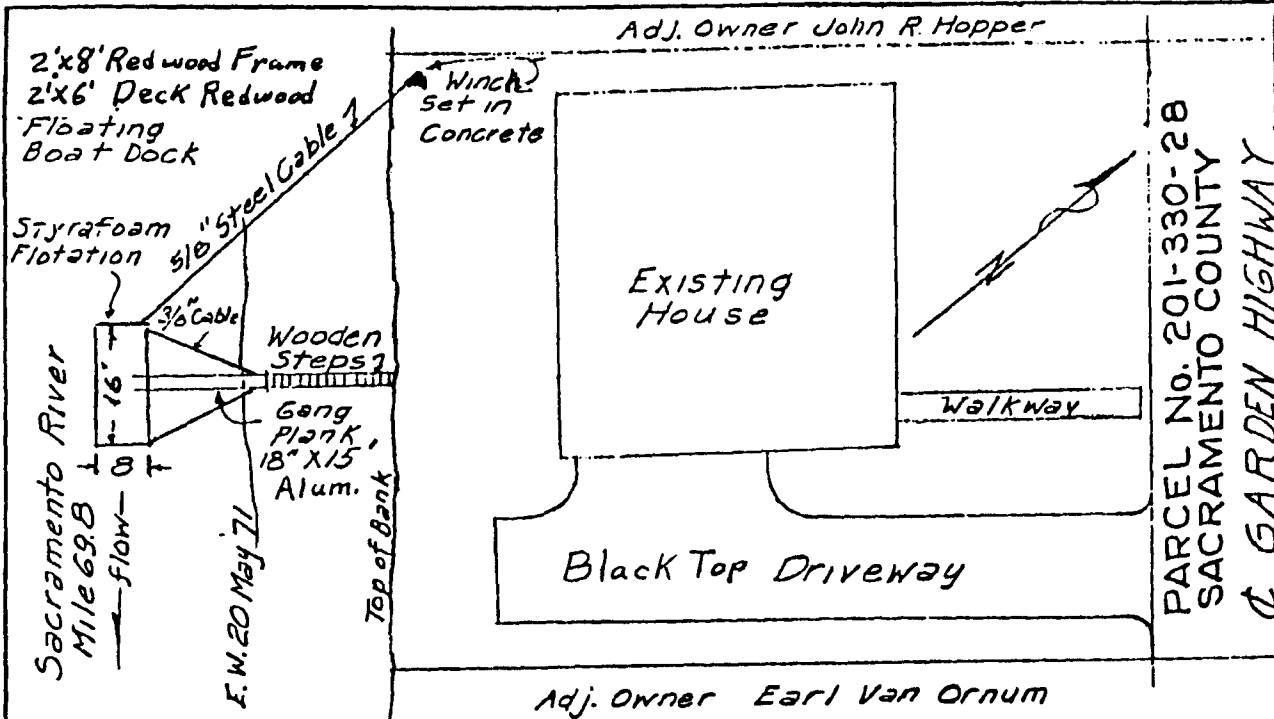 Adj. Owner John R. Hopper
2'x8' Redwood Frame
2'x6' Deck Redwood
Floating
Boat Dock
Winch
Set in
Concrete
5/8" Steel Cable
Styrafoam
Flotation
3/8" Cable
Wooden
Steps
16'
8
Gang
Plank
18" X 15'
Alum.
Sacramento River
Mile 69.8
flow
E.W. 20 May '71
Top of Bank
Existing
House
N
Walkway
Black Top Driveway
PARCEL No. 201-330-28
SACRAMENTO COUNTY
℄ GARDEN HIGHWAY
Adj. Owner Earl Van Ornum